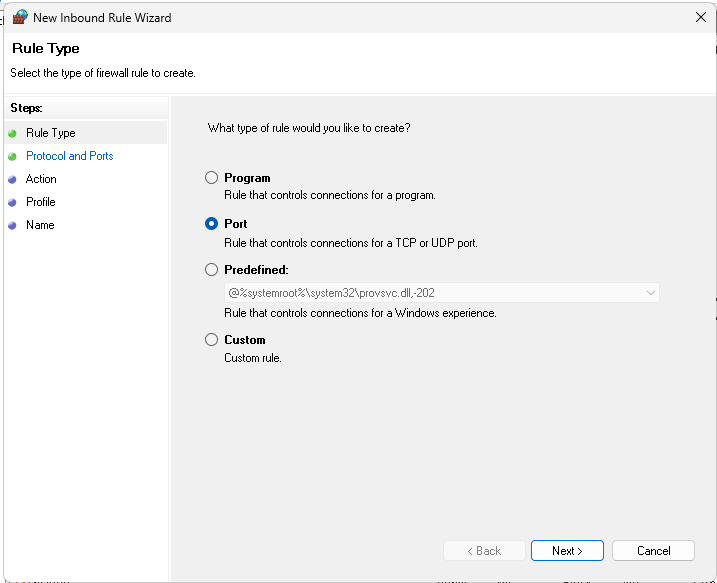 New Inbound Rule Wizard
Rule Type
Select the type of firewall rule to create.
Steps:
Rule Type
Protocol and Ports
Action
Profile
Name
What type of rule would you like to create?
Program
Rule that controls connections for a program.
Port
Rule that controls connections for a TCP or UDP port.
Predefined:
@%systemroot%\system32\provsvc.dll,-202
Rule that controls connections for a Windows experience.
Custom
Custom rule.
< Back
Next >
Cancel